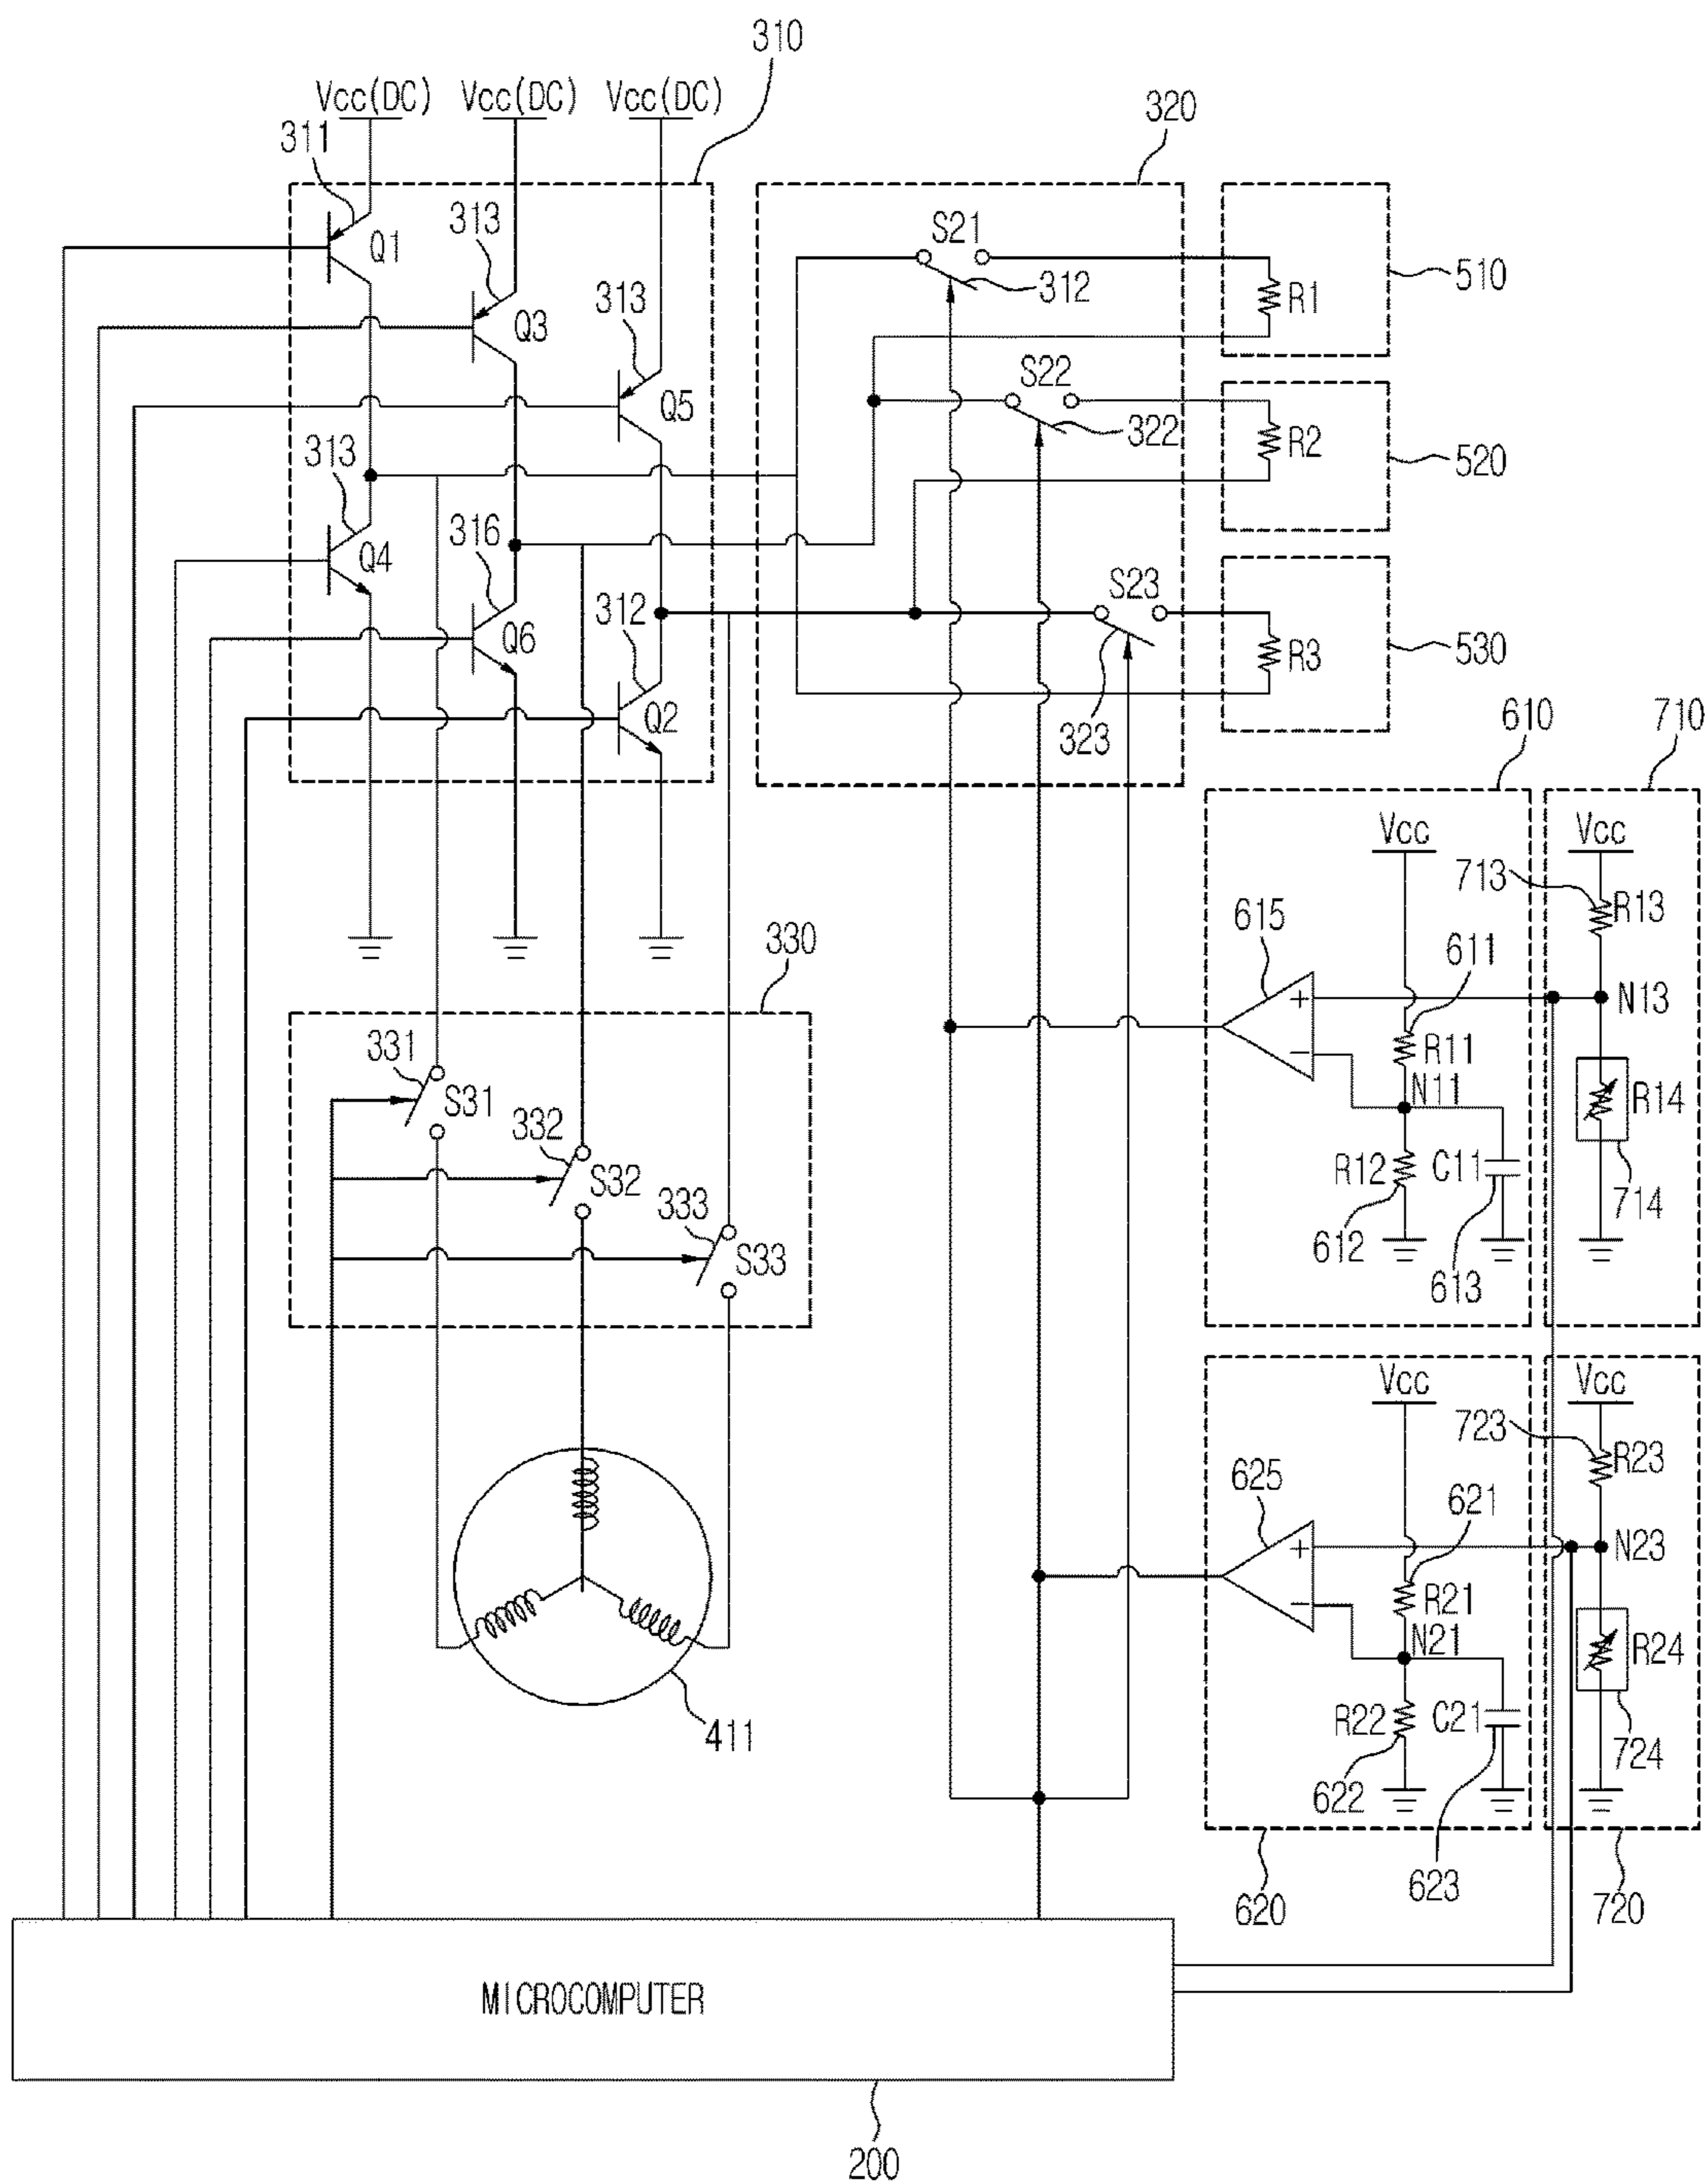 310
Vcc(DC) Vcc(DC) Vcc(DC)
320
311
313
S21
Q1
312
R1
510
313
Q3
S22
Q5
322
R2
520
313
316
Q4
S23
312
Q6
R3
530
Q2
323
610
710
Vcc
Vcc
713
R13
615
611
330
N13
R11
331
N11
S31
R14
332
R12
C11
S32
714
333
612
S33
613
Vcc
Vcc
723
R23
625
621
N23
R21
N21
R24
R22
C21
411
724
622
623
620
720
MICROCOMPUTER
200